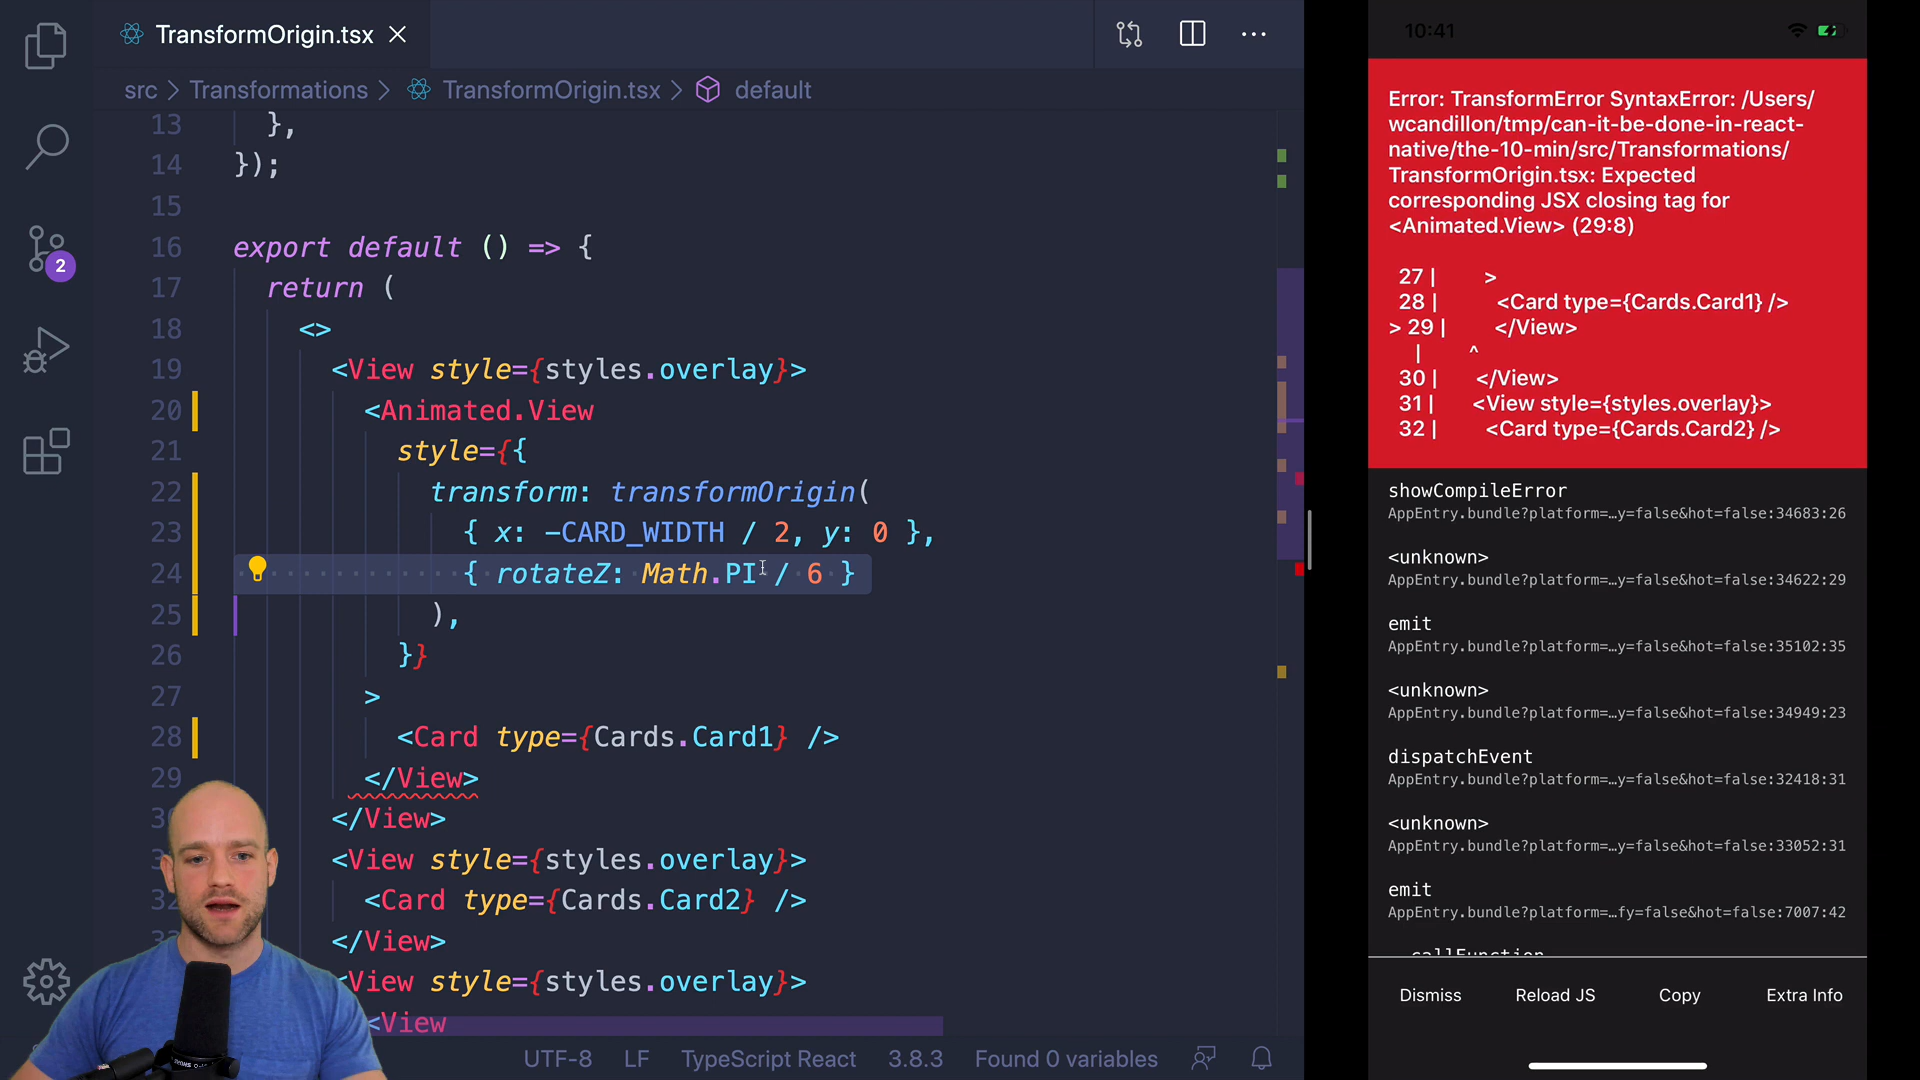 TransformOrigin.tsx
src > Transformations > TransformOrigin.tsx > default
13 },
14 });
15
16 export default () => {
17 return (
18 <>
19 <View style={styles.overlay}>
20 <Animated.View
21 style={{
22 transform: transformOrigin(
23 { x: -CARD_WIDTH / 2, y: 0 },
24 { rotateZ: Math.PI / 6 }
25 ),
26 }}
27 >
28 <Card type={Cards.Card1} />
29 </View>
</View>
<View style={styles.overlay}>
<Card type={Cards.Card2} />
</View>
<View style={styles.overlay}>
<View
2
UTF-8 LF TypeScript React 3.8.3 Found 0 variables
10:41
Error: TransformError SyntaxError: /Users/
wcandillon/tmp/can-it-be-done-in-react-
native/the-10-min/src/Transformations/
TransformOrigin.tsx: Expected
corresponding JSX closing tag for
<Animated.View> (29:8)
27 | >
28 | <Card type={Cards.Card1} />
> 29 | </View>
| ^
30 | </View>
31 | <View style={styles.overlay}>
32 | <Card type={Cards.Card2} />
showCompileError
AppEntry.bundle?platform=…y=false&hot=false:34683:26
<unknown>
AppEntry.bundle?platform=…y=false&hot=false:34622:29
emit
AppEntry.bundle?platform=…y=false&hot=false:35102:35
<unknown>
AppEntry.bundle?platform=…y=false&hot=false:34949:23
dispatchEvent
AppEntry.bundle?platform=…y=false&hot=false:32418:31
<unknown>
AppEntry.bundle?platform=…y=false&hot=false:33052:31
emit
AppEntry.bundle?platform=…fy=false&hot=false:7007:42
Dismiss Reload JS Copy Extra Info